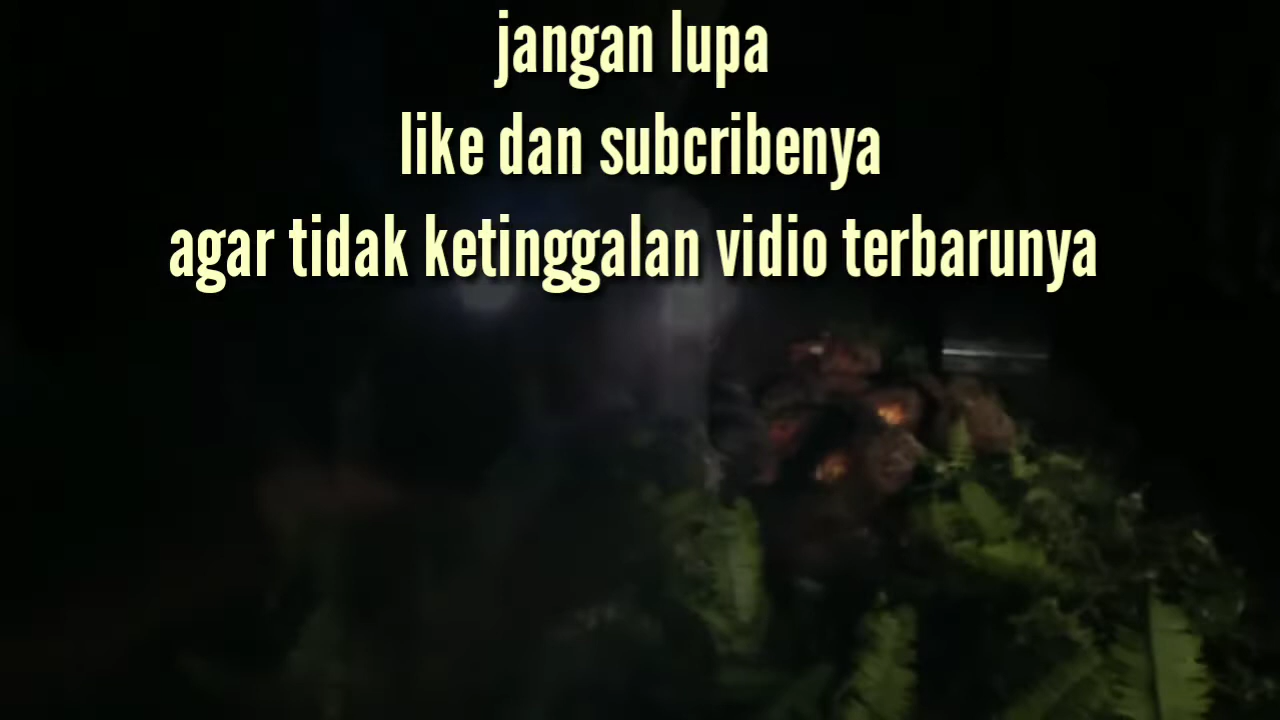 jangan lupa
like dan subcribenya
agar tidak ketinggalan vidio terbarunya